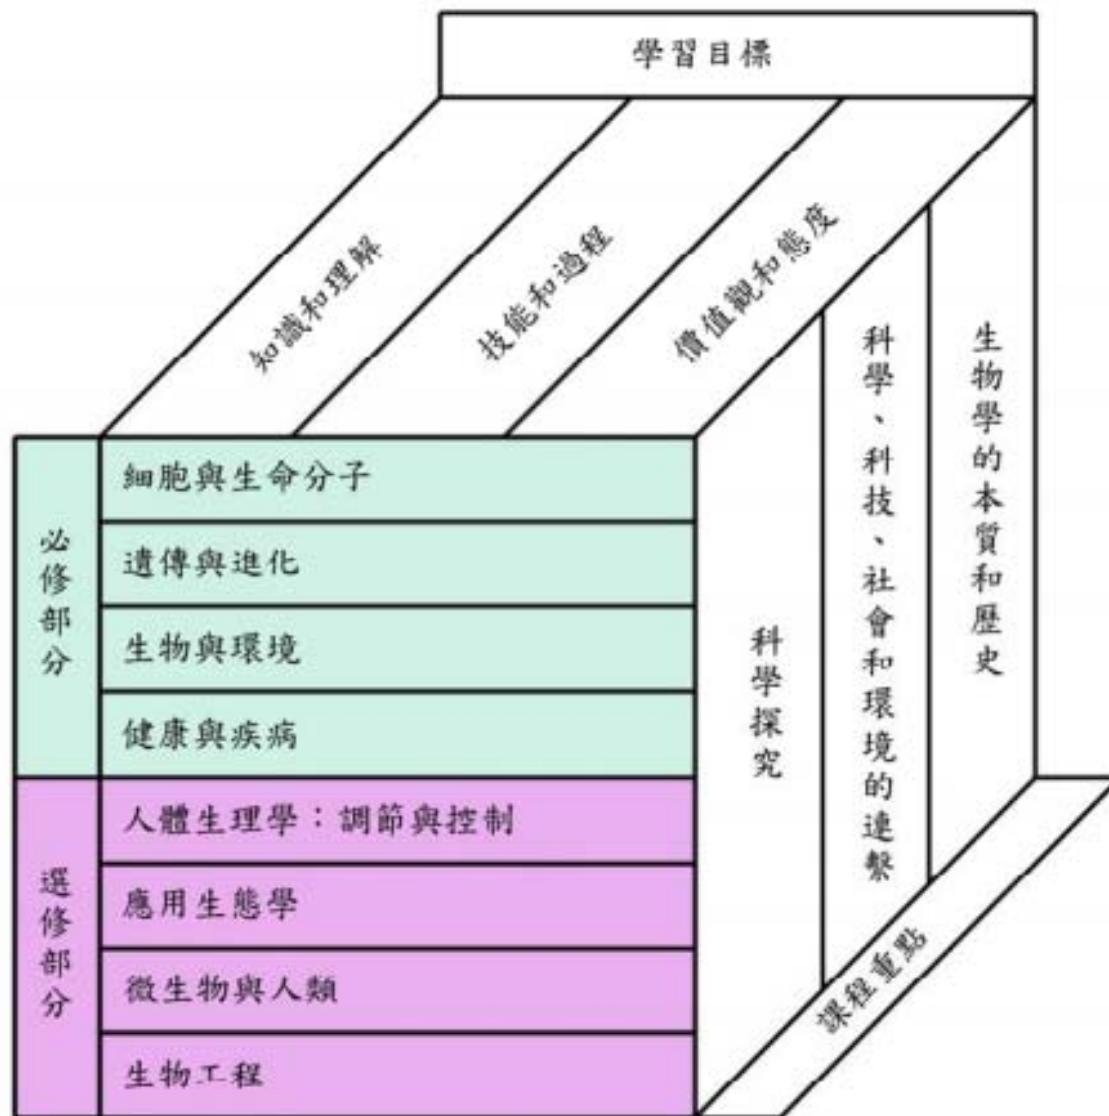 學習目標
知識和理解
技能和過程
價值觀和態度
必修部分
細胞與生命分子
遺傳與進化
生物與環境
健康與疾病
選修部分
人體生理學：調節與控制
應用生態學
微生物與人類
生物工程
科學探究
科學、科技、社會和環境的連繫
生物學的本質和歷史
課程重點